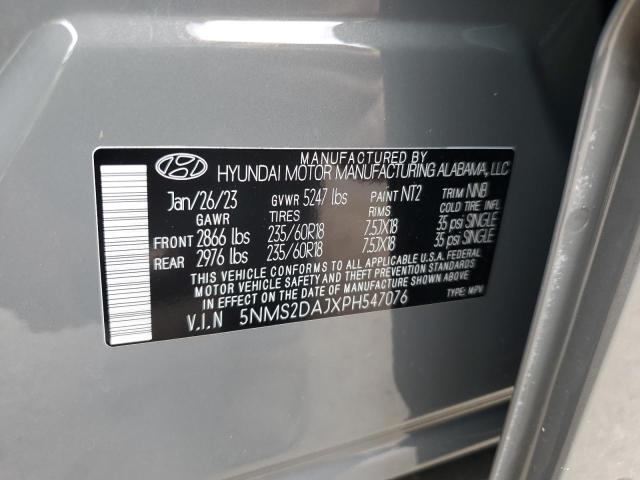 MANUFACTURED BY
HYUNDAI MOTOR MANUFACTURING ALABAMA, LLC
Jan/26/23 GVWR 5247 lbs PAINT NT2 TRIM NNB
GAWR TIRES RIMS COLD TIRE INFL
FRONT 2866 lbs 235/60R18 7.5JX18 35 psi SINGLE
REAR 2976 lbs 235/60R18 7.5JX18 35 psi SINGLE
THIS VEHICLE CONFORMS TO ALL APPLICABLE U.S.A. FEDERAL
MOTOR VEHICLE SAFETY, BUMPER, AND THEFT PREVENTION
STANDARDS IN EFFECT ON THE DATE OF MANUFACTURE
SHOWN ABOVE.
V.I.N 5NMS2DAJXPH547076 TYPE: MPV